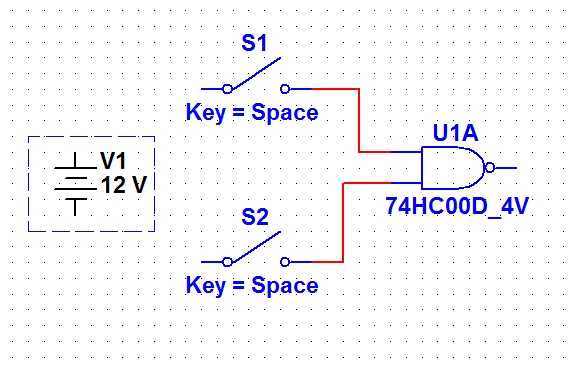 S1
Key = Space
U1A
V1
12 V
74HC00D_4V
S2
Key = Space